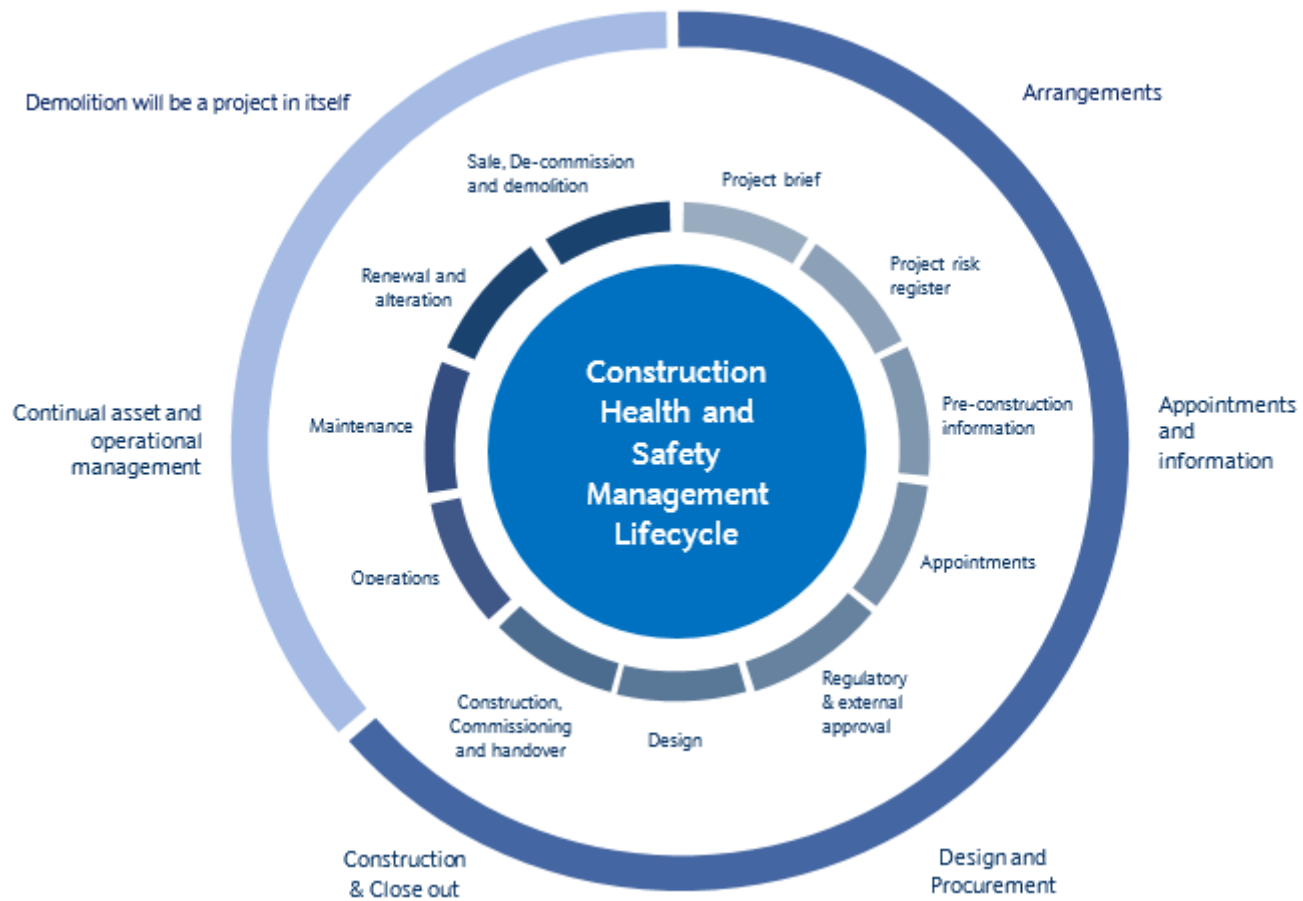 Demolition will be a project in itself
Arrangements
Sale, De-commission
and demolition
Project brief
Renewal and
alteration
Project risk
register
Continual asset and
operational
management
Maintenance
Construction
Health and
Safety
Management
Lifecycle
Pre-construction
information
Appointments
and
information
Operations
Appointments
Construction,
Commissioning
and handover
Design
Regulatory
& external
approval
Construction
& Close out
Design and
Procurement